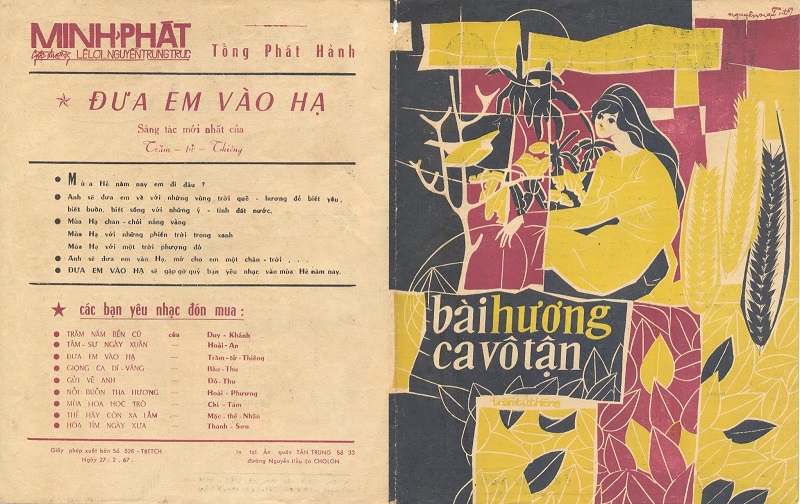 MINH-PHÁT
LÊ LỢI, NGUYỄN TRUNG TRỰC
Tổng Phát Hành
ĐƯA EM VÀO HẠ
Sáng tác mới nhất của
Trầm - tử - Thiêng
Mùa Hè năm nay em đi đâu ?
Anh sẽ đưa em về với những vùng trời quê - hương để biết yêu,
biết buồn, biết sống với những ý - tình đất nước.
Mùa Hạ chan - chói nắng vàng
Mùa Hạ với những phiến trời trong xanh
Mùa Hạ với một trời phượng đỏ
Anh sẽ đưa em vào Hạ, mở cho em một chân - trời , . . .
ĐƯA EM VÀO HẠ sẽ gặp gỡ quý bạn yêu nhạc vào mùa Hè năm nay.
các bạn yêu nhạc đón mua :
TRĂM NĂM BẾN CŨ của Duy - Khánh
TÂM - SỰ NGÀY XUÂN — Hoài - An
ĐƯA EM VÀO HẠ — Trầm - tử - Thiêng
GIỌNG CA DĨ - VÃNG — Bảo - Thu
GỬI VỀ ANH — Đỗ - Thu
NỖI BUỒN THA HƯƠNG — Hoài - Phương
MÙA HOA HỌC TRÒ — Chi - Tâm
THẾ HÃY CÒN XA LẮM — Mặc - thế - Nhân
HOA TÍM NGÀY XƯA — Thanh - Sơn
Giấy phép xuất bản Số 528 - TBTTCH
Ngày 27 - 2 - 67 .
In tại Ấn quán TÂN TRUNG Số 33
đường Nguyễn Tiểu La CHOLON
bài hương
ca vô tận
trầm tử thiêng